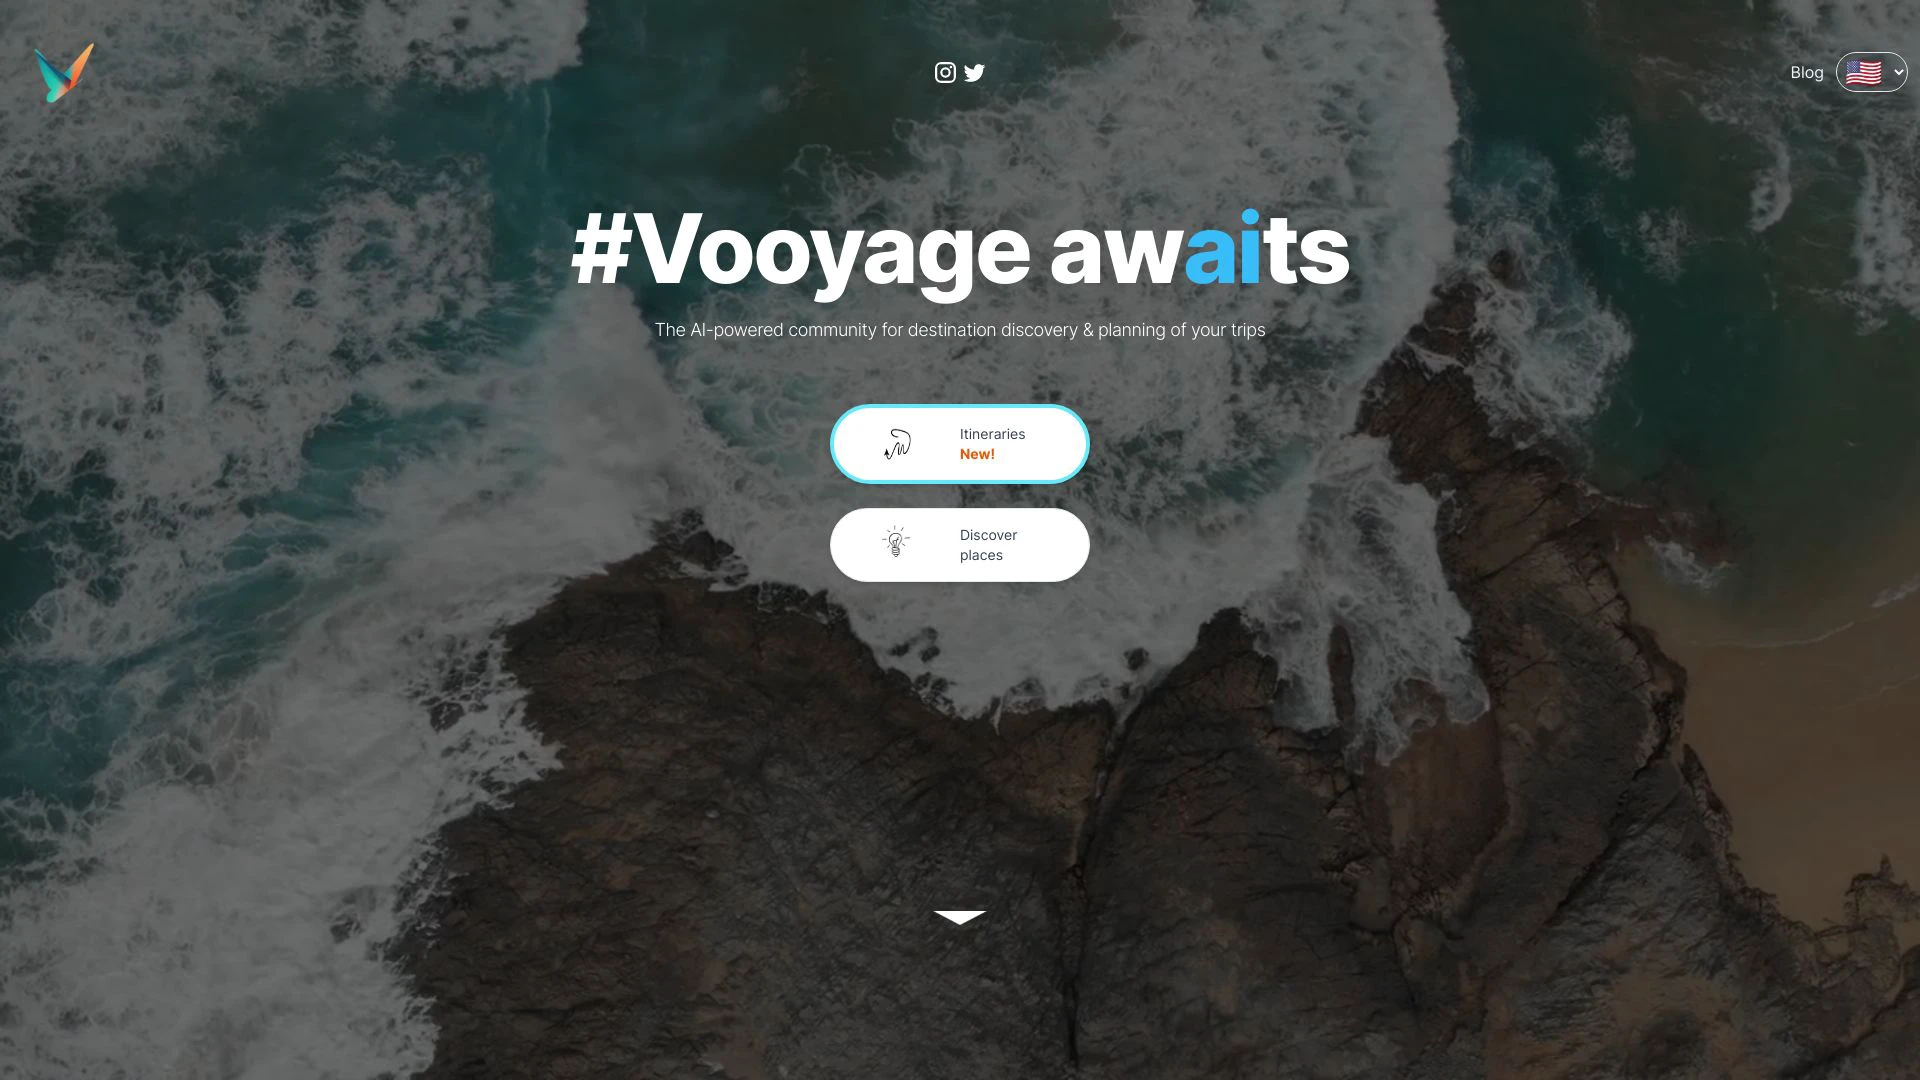 Blog
#Vooyage awaits
The AI-powered community for destination discovery & planning of your trips
Itineraries
New!
Discover
places